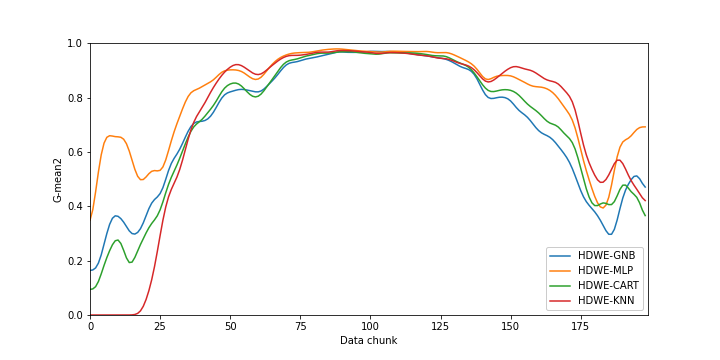 1.0
0.8
0.6
0.4
0.2
0.0
G-mean2
0 25 50 75 100 125 150 175
Data chunk
HDWE-GNB
HDWE-MLP
HDWE-CART
HDWE-KNN